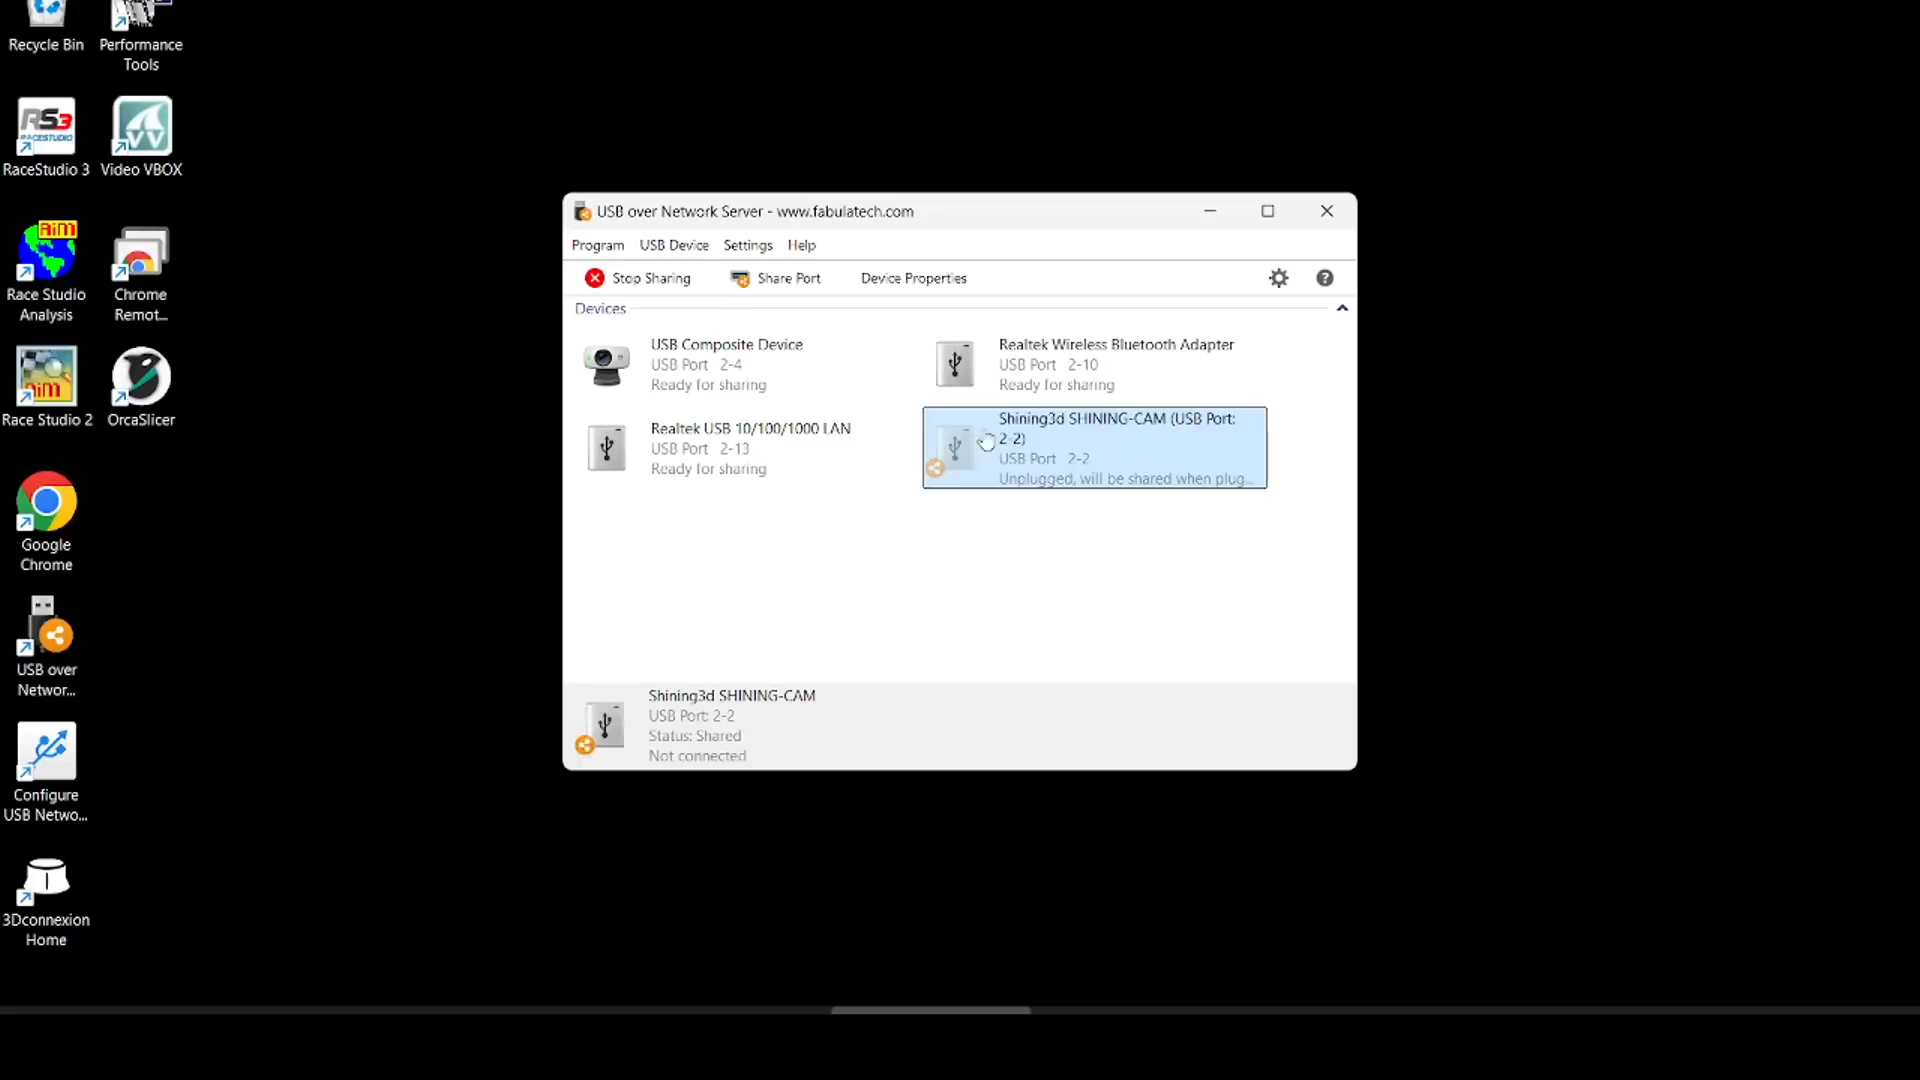 Recycle Bin
Performance
Tools
RS3
RACESTUDIO
RaceStudio 3
VV
Video VBOX
AiM
Race Studio
Analysis
Chrome
Remot...
AiM
Race Studio 2
OrcaSlicer
Google
Chrome
USB over
Networ...
Configure
USB Netwo...
3Dconnexion
Home
USB over Network Server - www.fabulatech.com
Program USB Device Settings Help
Stop Sharing Share Port Device Properties
Devices
USB Composite Device
USB Port 2-4
Ready for sharing
Realtek Wireless Bluetooth Adapter
USB Port 2-10
Ready for sharing
Realtek USB 10/100/1000 LAN
USB Port 2-13
Ready for sharing
Shining3d SHINING-CAM (USB Port:
2-2)
USB Port 2-2
Unplugged, will be shared when plug...
Shining3d SHINING-CAM
USB Port: 2-2
Status: Shared
Not connected